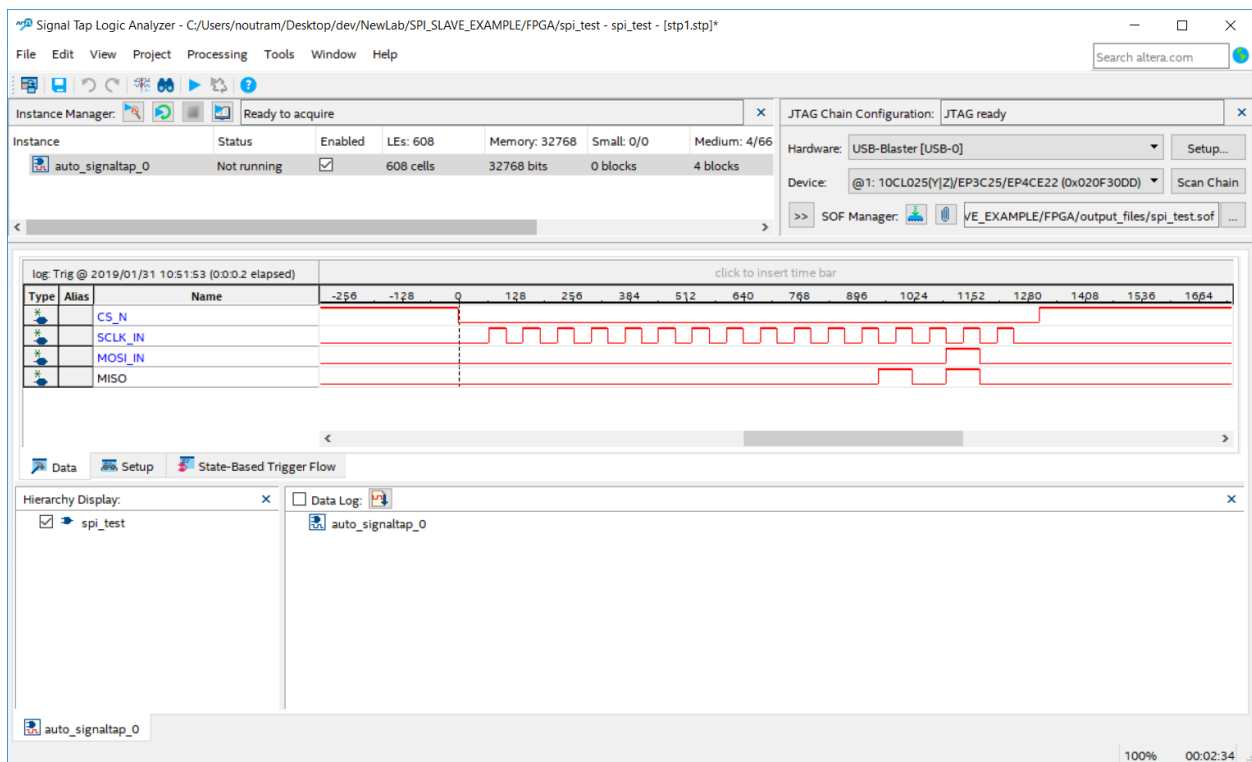 Signal Tap Logic Analyzer - C:/Users/noutram/Desktop/dev/NewLab/SPI_SLAVE_EXAMPLE/FPGA/spi_test - spi_test - [stp1.stp]*
File Edit View Project Processing Tools Window Help
Search altera.com
Instance Manager: Ready to acquire
JTAG Chain Configuration: JTAG ready
Instance Status Enabled LEs: 608 Memory: 32768 Small: 0/0 Medium: 4/66
auto_signaltap_0 Not running 608 cells 32768 bits 0 blocks 4 blocks
Hardware: USB-Blaster [USB-0] Setup...
Device: @1: 10CL025(Y|Z)/EP3C25/EP4CE22 (0x020F30DD) Scan Chain
>> SOF Manager: VE_EXAMPLE/FPGA/output_files/spi_test.sof ...
log: Trig @ 2019/01/31 10:51:53 (0:0:0.2 elapsed) click to insert time bar
Type Alias Name -256 -128 0 128 256 384 512 640 768 896 1024 1152 1280 1408 1536 1664
CS_N
SCLK_IN
MOSI_IN
MISO
Data Setup State-Based Trigger Flow
Hierarchy Display: Data Log:
spi_test auto_signaltap_0
auto_signaltap_0
100% 00:02:34